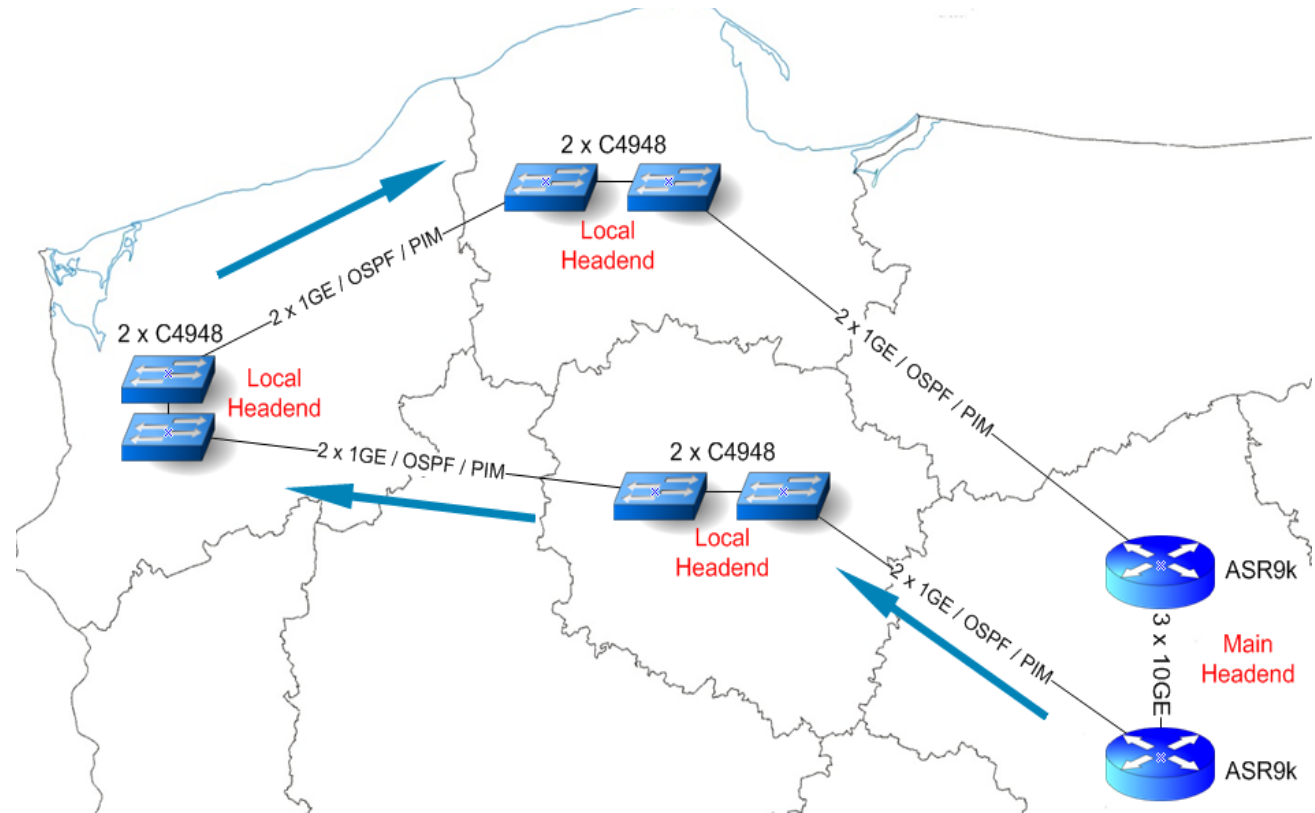 2 x C4948
Local
Headend
2 x 1GE / OSPF / PIM
2 x C4948
Local
Headend
2 x 1GE / OSPF / PIM
2 x 1GE / OSPF / PIM
2 x C4948
Local
Headend
2 x 1GE / OSPF / PIM
ASR9k
3 x 10GE
Main
Headend
ASR9k